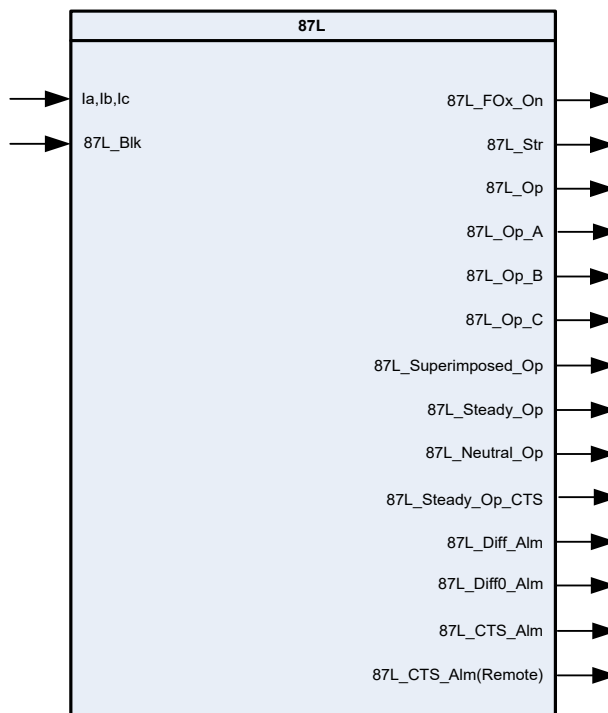 87L
Ia,Ib,Ic
87L_FOx_On
87L_Blk
87L_Str
87L_Op
87L_Op_A
87L_Op_B
87L_Op_C
87L_Superimposed_Op
87L_Steady_Op
87L_Neutral_Op
87L_Steady_Op_CTS
87L_Diff_Alm
87L_Diff0_Alm
87L_CTS_Alm
87L_CTS_Alm(Remote)